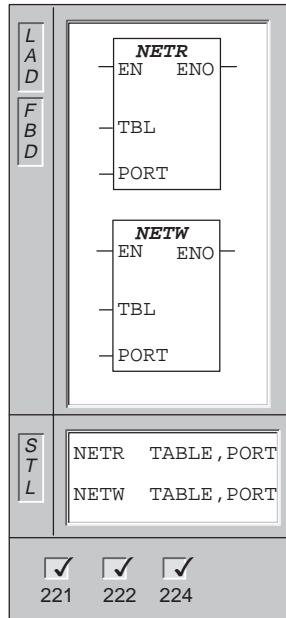 L
A
D
F
B
D
NETR
EN ENO
TBL
PORT
NETW
EN ENO
TBL
PORT
S
T
L
NETR TABLE,PORT
NETW TABLE,PORT
221 222 224